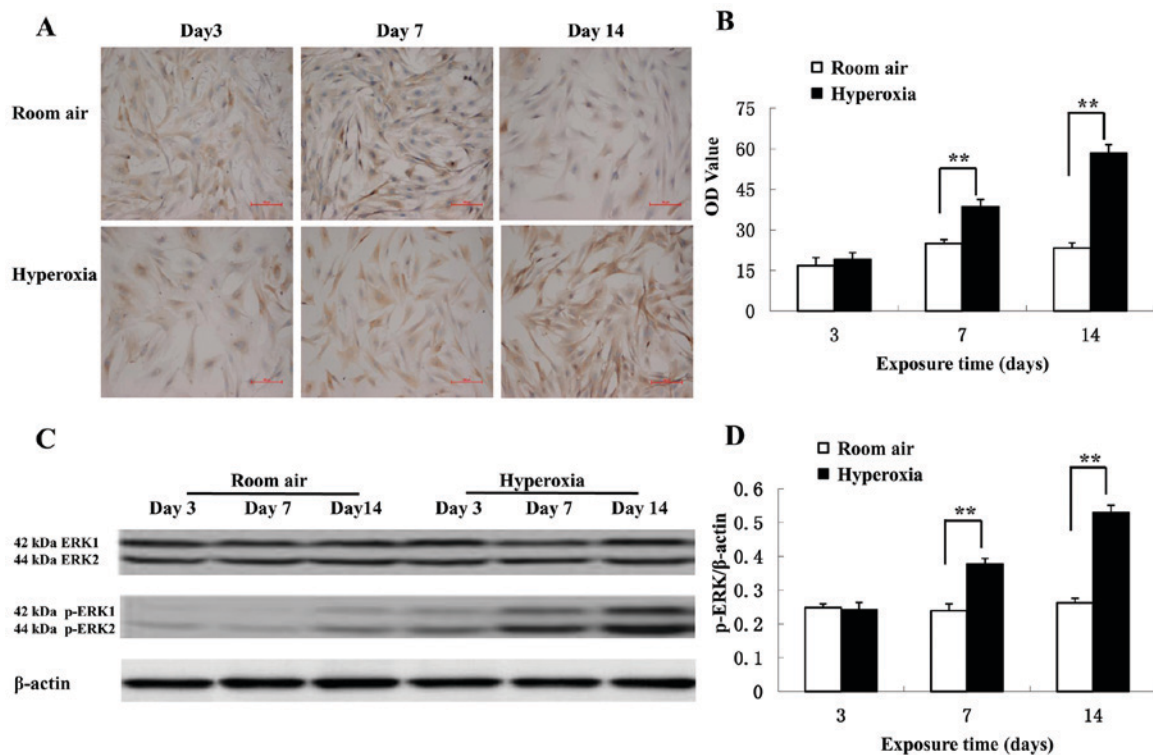 A
Day3 Day 7 Day 14
Room air
Hyperoxia
B
Room air
Hyperoxia
OD Value
75
60
45
30
15
0
**
**
3 7 14
Exposure time (days)
C
Room air Hyperoxia
Day 3 Day 7 Day14 Day 3 Day 7 Day 14
42 kDa ERK1
44 kDa ERK2
42 kDa p-ERK1
44 kDa p-ERK2
β-actin
D
Room air
Hyperoxia
p-ERK/β-actin
0.6
0.5
0.4
0.3
0.2
0.1
0
**
**
3 7 14
Exposure time (days)